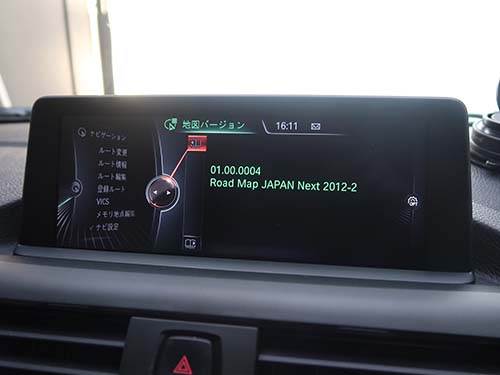 地図バージョン
16:11
ナビゲーション
ルート変更
ルート情報
ルート編集
登録ルート
VICS
メモリ地点編集
ナビ設定
01.00.0004
Road Map JAPAN Next 2012-2
OFF